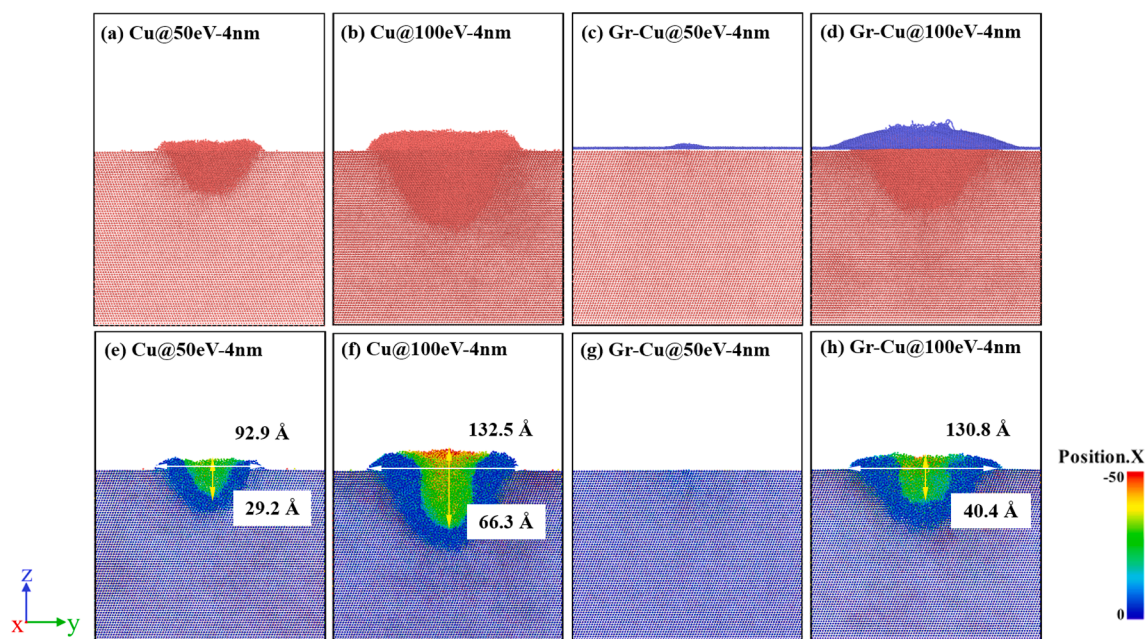 (a) Cu@50eV-4nm
(b) Cu@100eV-4nm
(c) Gr-Cu@50eV-4nm
(d) Gr-Cu@100eV-4nm
(e) Cu@50eV-4nm
(f) Cu@100eV-4nm
(g) Gr-Cu@50eV-4nm
(h) Gr-Cu@100eV-4nm
92.9 Å
132.5 Å
130.8 Å
29.2 Å
66.3 Å
40.4 Å
Position.X
-50
0
z
x
y